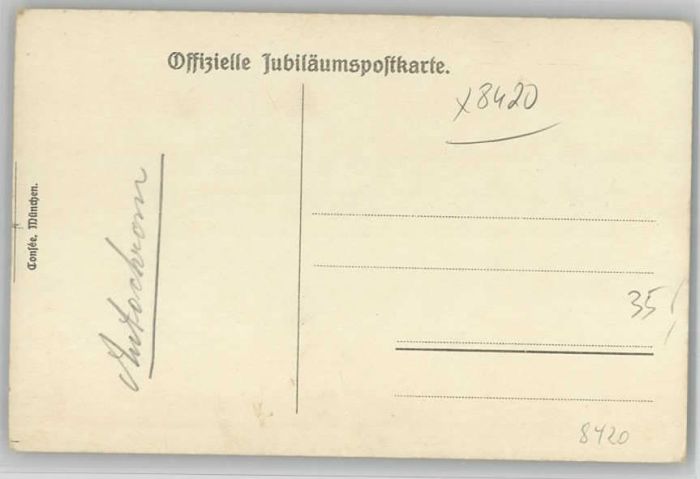 Offizielle Jubiläumspostkarte.
x8420
Consée, München.
Autochrom
35
8420